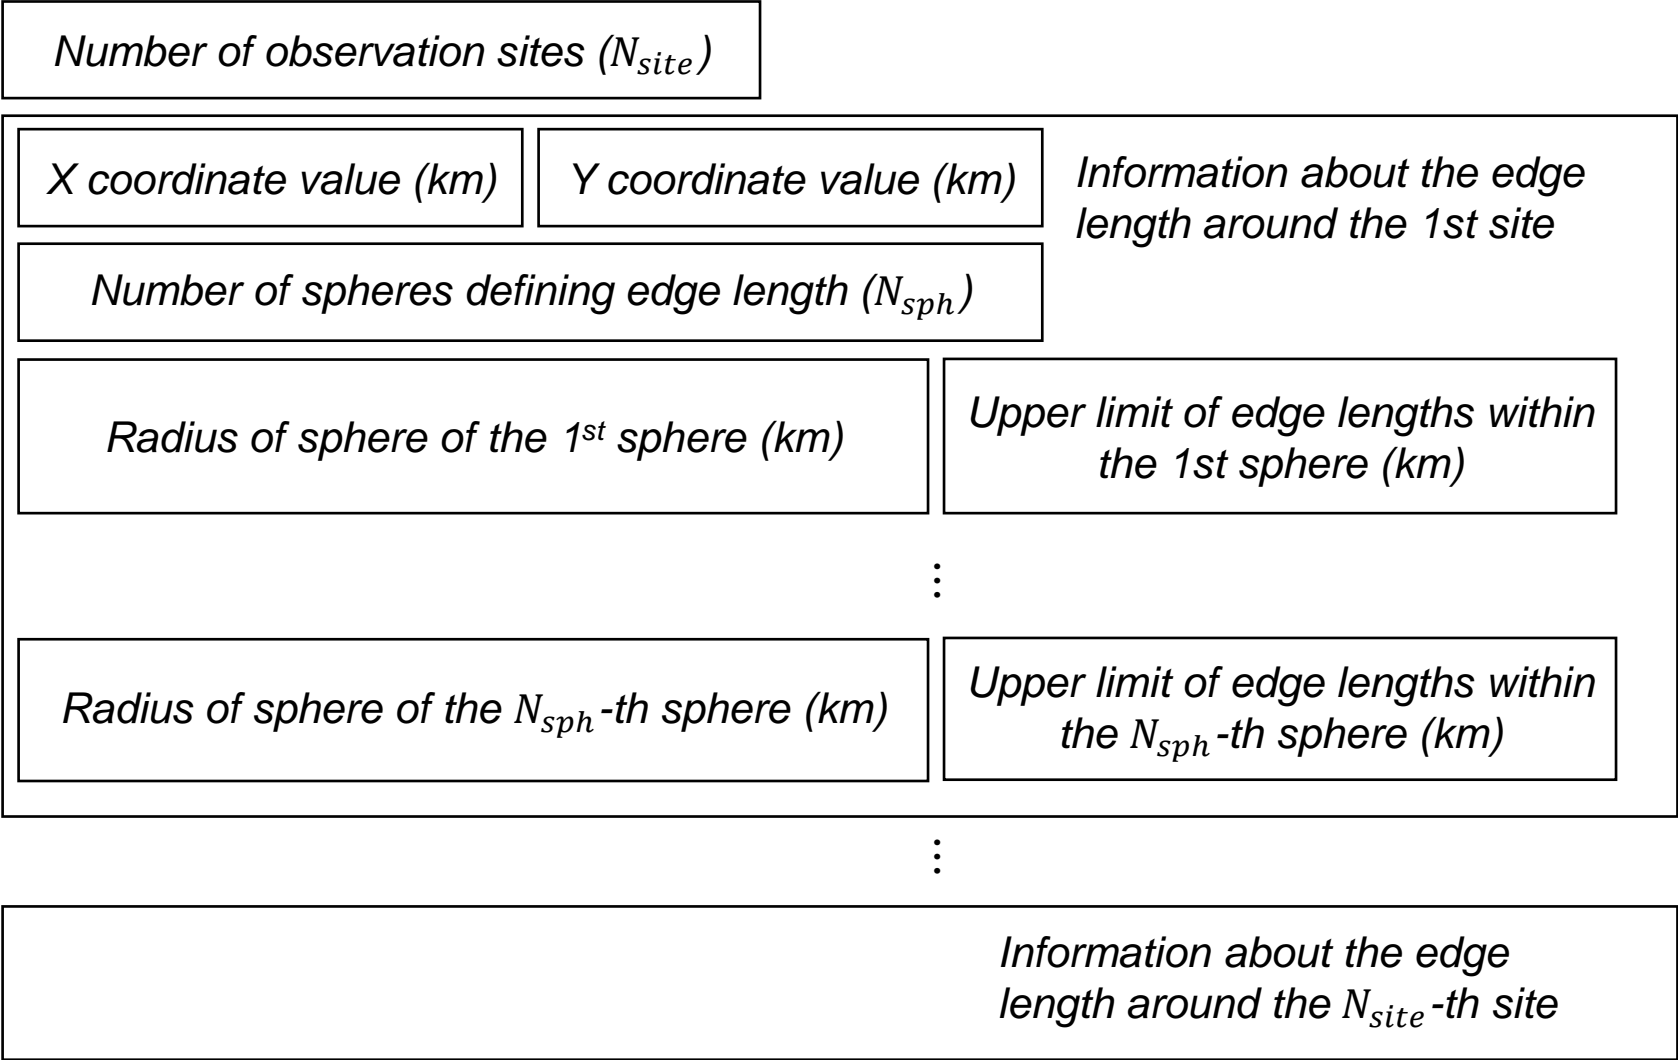 Number of observation sites (N_site)
X coordinate value (km)
Y coordinate value (km)
Information about the edge
length around the 1st site
Number of spheres defining edge length (N_sph)
Radius of sphere of the 1st sphere (km)
Upper limit of edge lengths within
the 1st sphere (km)
⋮
Radius of sphere of the N_sph-th sphere (km)
Upper limit of edge lengths within
the N_sph-th sphere (km)
⋮
Information about the edge
length around the N_site-th site